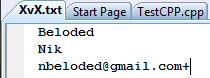 XvX.txt Start Page TestCPP.cpp
Beloded
Nik
nbeloded@gmail.com+